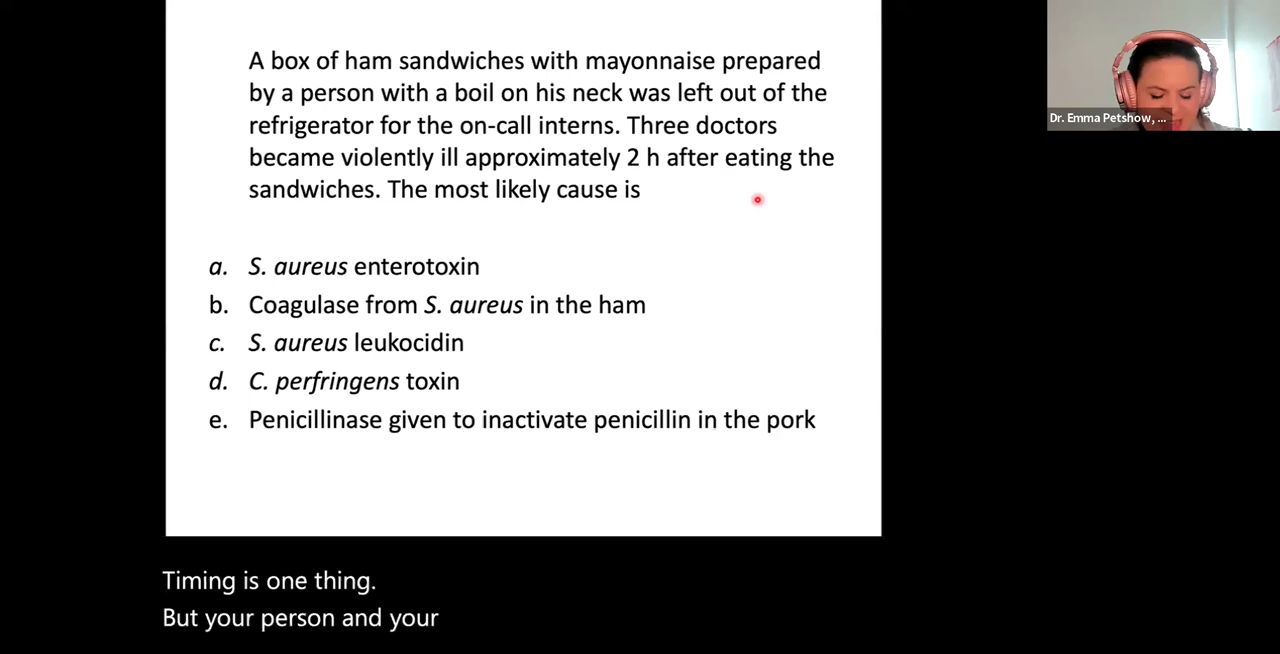 A box of ham sandwiches with mayonnaise prepared
by a person with a boil on his neck was left out of the
refrigerator for the on-call interns. Three doctors
became violently ill approximately 2 h after eating the
sandwiches. The most likely cause is
a. S. aureus enterotoxin
b. Coagulase from S. aureus in the ham
c. S. aureus leukocidin
d. C. perfringens toxin
e. Penicillinase given to inactivate penicillin in the pork
Dr. Emma Petshow, ...
Timing is one thing.
But your person and your